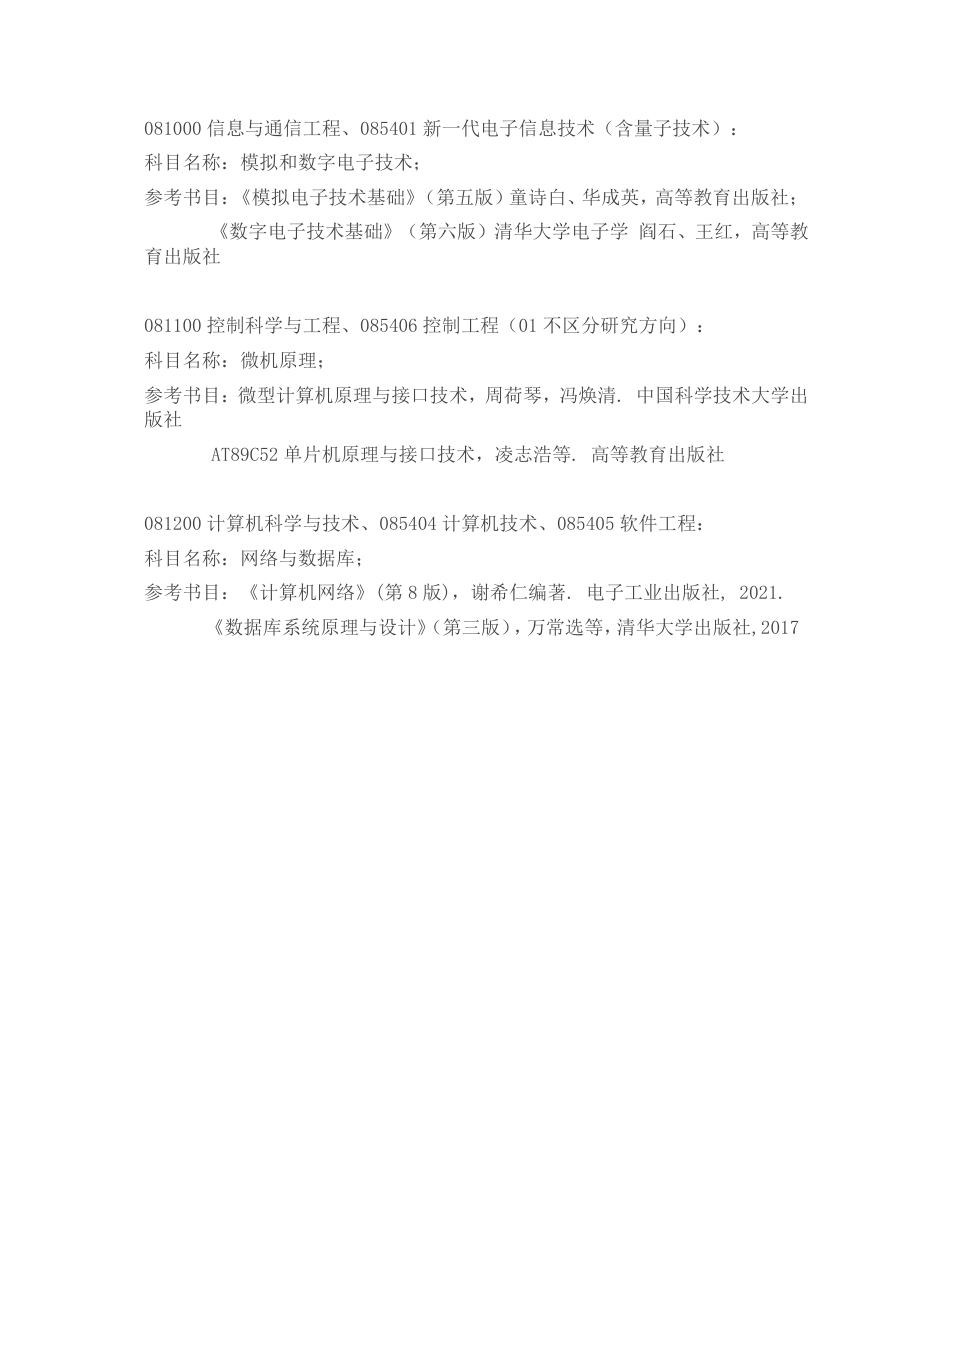 081000 信息与通信工程、085401 新一代电子信息技术（含量子技术）：
科目名称：模拟和数字电子技术；
参考书目：《模拟电子技术基础》（第五版）童诗白、华成英，高等教育出版社；
《数字电子技术基础》（第六版）清华大学电子学 阎石、王红，高等教
育出版社
081100 控制科学与工程、085406 控制工程（01 不区分研究方向）：
科目名称：微机原理；
参考书目：微型计算机原理与接口技术，周荷琴，冯焕清. 中国科学技术大学出
版社
AT89C52 单片机原理与接口技术，凌志浩等. 高等教育出版社
081200 计算机科学与技术、085404 计算机技术、085405 软件工程：
科目名称：网络与数据库；
参考书目：《计算机网络》(第 8 版)，谢希仁编著. 电子工业出版社, 2021.
《数据库系统原理与设计》（第三版），万常选等，清华大学出版社,2017